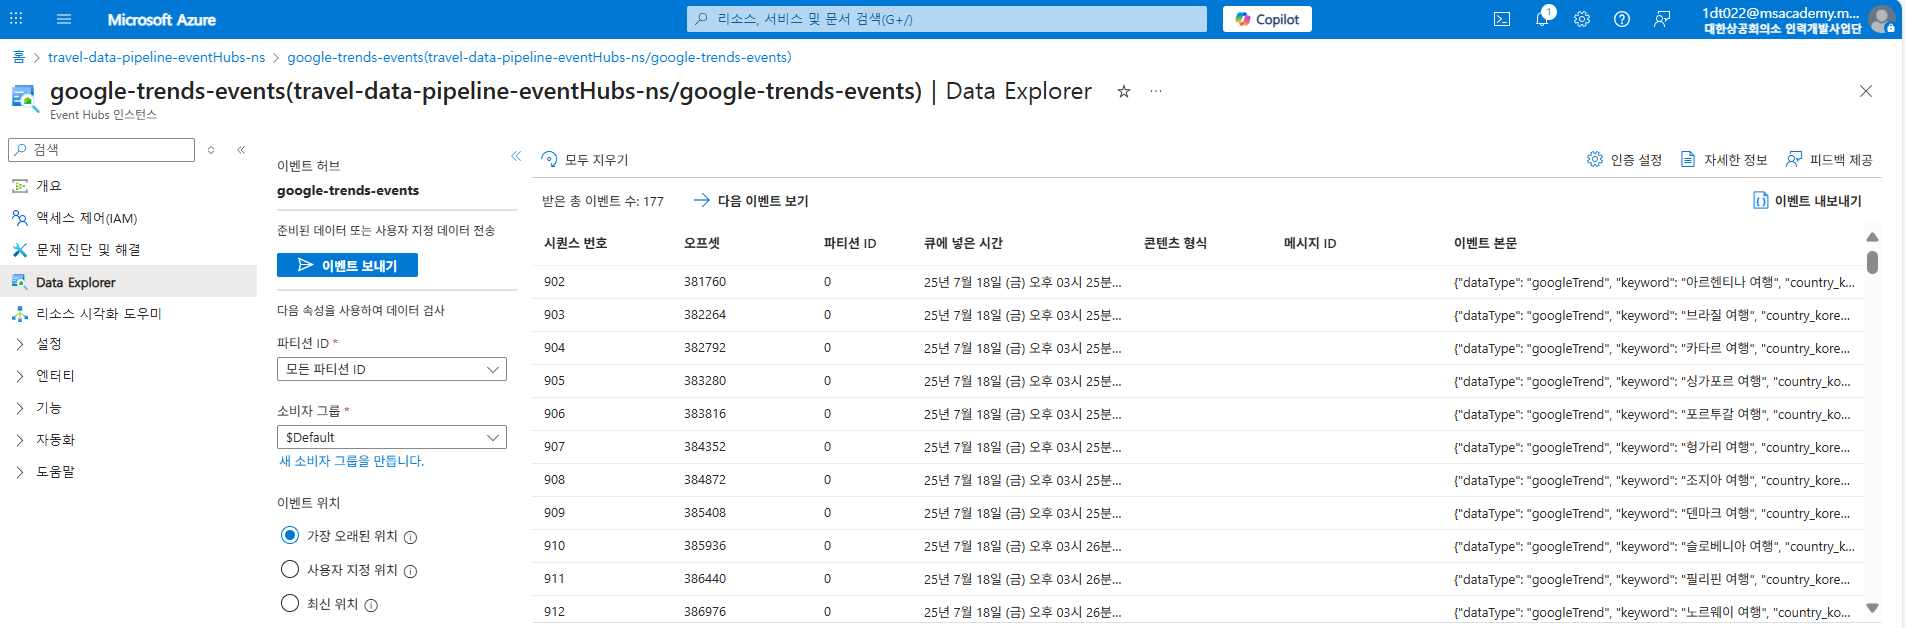 Microsoft Azure
리소스, 서비스 및 문서 검색(G+/)
Copilot
1
1dt022@msacademy.m...
대한상공회의소 인력개발사업단
홈 > travel-data-pipeline-eventHubs-ns > google-trends-events(travel-data-pipeline-eventHubs-ns/google-trends-events)
google-trends-events(travel-data-pipeline-eventHubs-ns/google-trends-events) | Data Explorer
Event Hubs 인스턴스
검색
개요
액세스 제어(IAM)
문제 진단 및 해결
Data Explorer
리소스 시각화 도우미
설정
엔터티
기능
자동화
도움말
이벤트 허브
google-trends-events
준비된 데이터 또는 사용자 지정 데이터 전송
이벤트 보내기
다음 속성을 사용하여 데이터 검사
파티션 ID *
모든 파티션 ID
소비자 그룹 *
$Default
새 소비자 그룹을 만듭니다.
이벤트 위치
가장 오래된 위치
사용자 지정 위치
최신 위치
모두 지우기
인증 설정 자세한 정보 피드백 제공
받은 총 이벤트 수: 177 다음 이벤트 보기 이벤트 내보내기
시퀀스 번호 오프셋 파티션 ID 큐에 넣은 시간 콘텐츠 형식 메시지 ID 이벤트 본문
902 381760 0 25년 7월 18일 (금) 오후 03시 25분... {"dataType": "googleTrend", "keyword": "아르헨티나 여행", "country_k...
903 382264 0 25년 7월 18일 (금) 오후 03시 25분... {"dataType": "googleTrend", "keyword": "브라질 여행", "country_kore...
904 382792 0 25년 7월 18일 (금) 오후 03시 25분... {"dataType": "googleTrend", "keyword": "카타르 여행", "country_kore...
905 383280 0 25년 7월 18일 (금) 오후 03시 25분... {"dataType": "googleTrend", "keyword": "싱가포르 여행", "country_ko...
906 383816 0 25년 7월 18일 (금) 오후 03시 25분... {"dataType": "googleTrend", "keyword": "포르투갈 여행", "country_ko...
907 384352 0 25년 7월 18일 (금) 오후 03시 25분... {"dataType": "googleTrend", "keyword": "헝가리 여행", "country_kore...
908 384872 0 25년 7월 18일 (금) 오후 03시 25분... {"dataType": "googleTrend", "keyword": "조지아 여행", "country_kore...
909 385408 0 25년 7월 18일 (금) 오후 03시 25분... {"dataType": "googleTrend", "keyword": "덴마크 여행", "country_kore...
910 385936 0 25년 7월 18일 (금) 오후 03시 26분... {"dataType": "googleTrend", "keyword": "슬로베니아 여행", "country_k...
911 386440 0 25년 7월 18일 (금) 오후 03시 26분... {"dataType": "googleTrend", "keyword": "필리핀 여행", "country_kore...
912 386976 0 25년 7월 18일 (금) 오후 03시 26분... {"dataType": "googleTrend", "keyword": "노르웨이 여행", "country_ko...